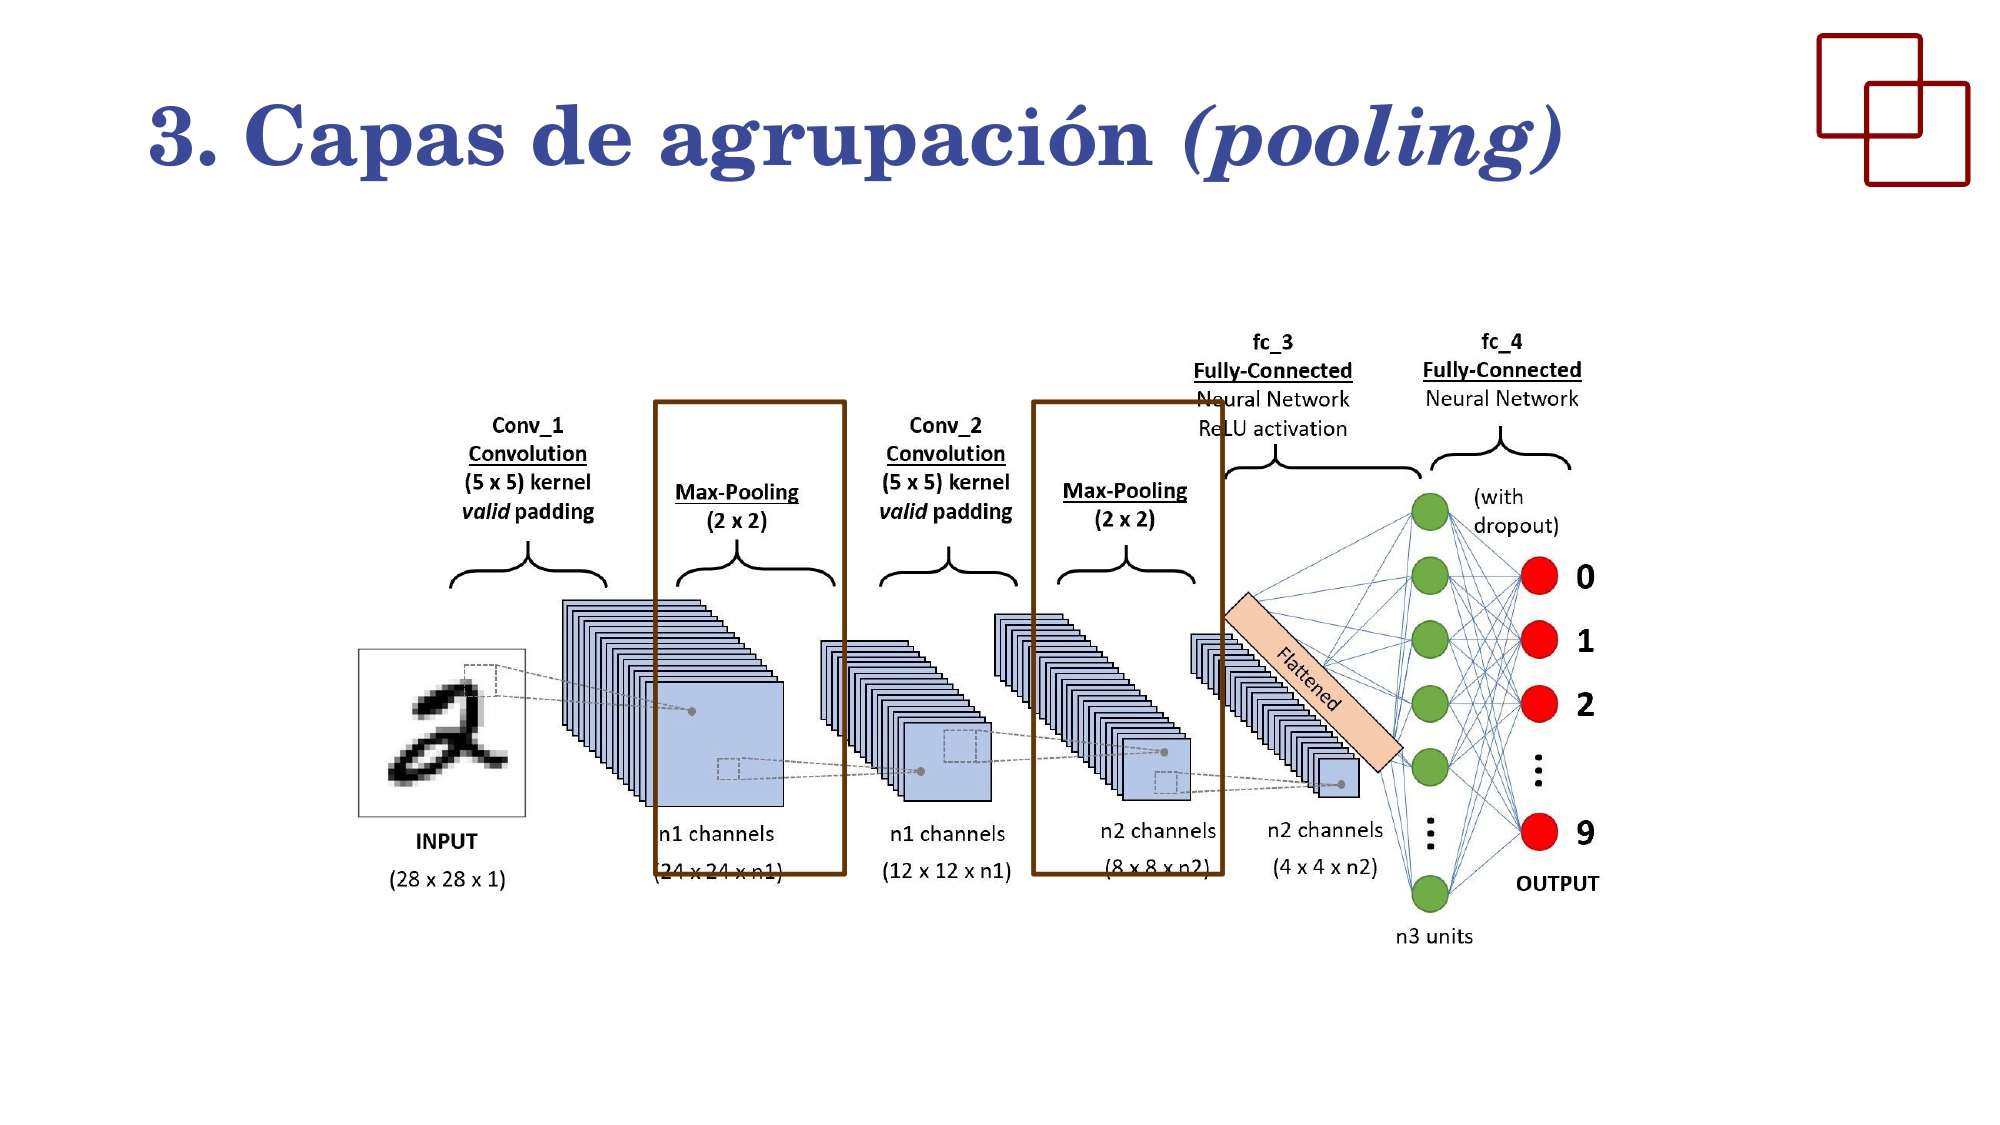 3. Capas de agrupación (pooling)
fc_3
Fully-Connected
Neural Network
ReLU activation
fc_4
Fully-Connected
Neural Network
Conv_1
Convolution
(5 x 5) kernel
valid padding
Max-Pooling
(2 x 2)
Conv_2
Convolution
(5 x 5) kernel
valid padding
Max-Pooling
(2 x 2)
(with
dropout)
Flattened
0
1
2
9
INPUT
(28 x 28 x 1)
n1 channels
(24 x 24 x n1)
n1 channels
(12 x 12 x n1)
n2 channels
(8 x 8 x n2)
n2 channels
(4 x 4 x n2)
OUTPUT
n3 units